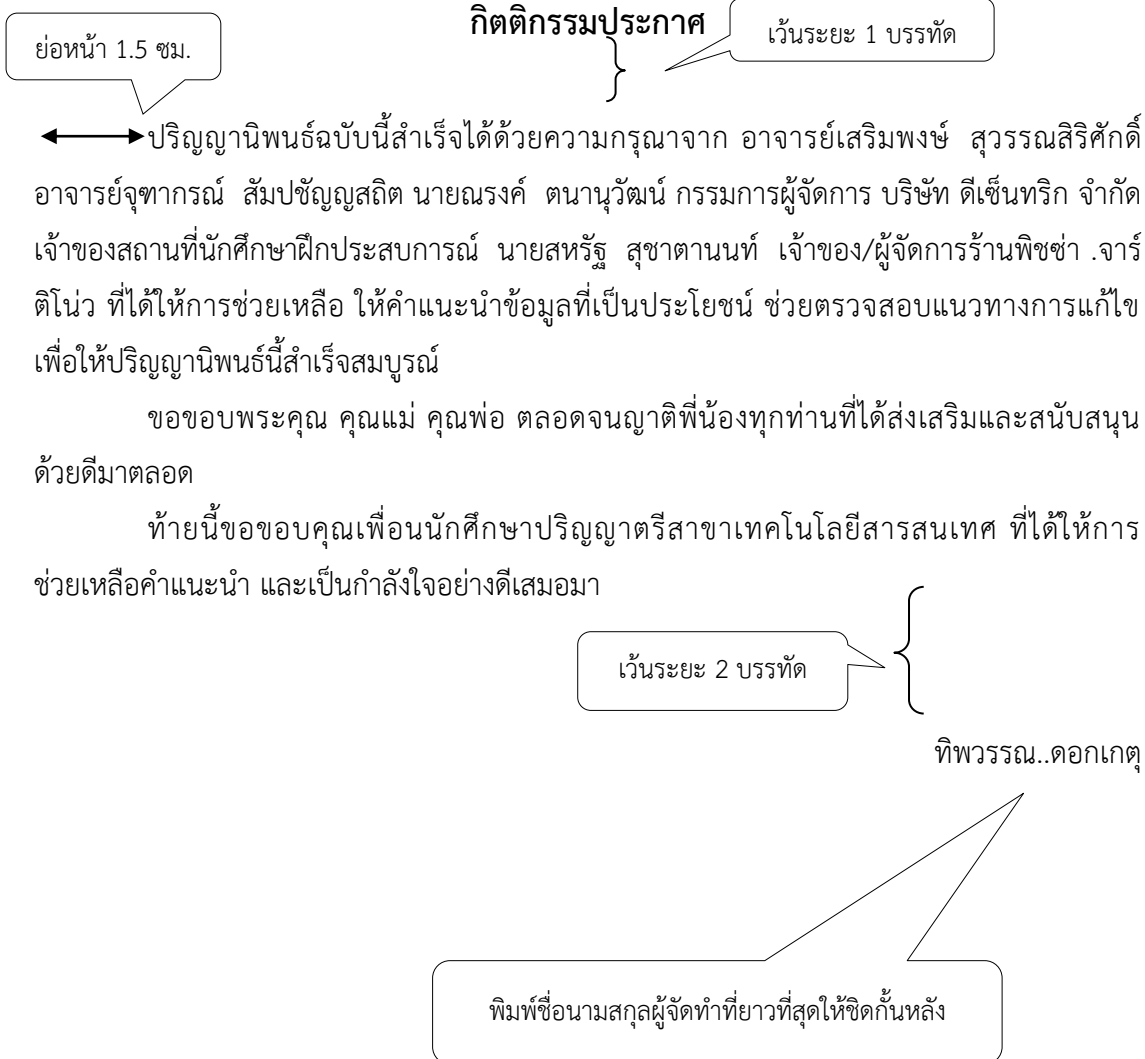 กิตติกรรมประกาศ
เว้นระยะ 1 บรรทัด
ย่อหน้า 1.5 ซม.
ปริญญานิพนธ์ฉบับนี้สำเร็จได้ด้วยความกรุณาจาก อาจารย์เสริมพงษ์ สุวรรณสิริศักดิ์
อาจารย์จุฑากรณ์ สัมปชัญญสถิต นายณรงค์ ตนานุวัฒน์ กรรมการผู้จัดการ บริษัท ดีเซ็นทริก จำกัด
เจ้าของสถานที่นักศึกษาฝึกประสบการณ์ นายสหรัฐ สุชาตานนท์ เจ้าของ/ผู้จัดการร้านพิชซ่า .จาร์
ติโน่ว ที่ได้ให้การช่วยเหลือ ให้คำแนะนำข้อมูลที่เป็นประโยชน์ ช่วยตรวจสอบแนวทางการแก้ไข
เพื่อให้ปริญญานิพนธ์นี้สำเร็จสมบูรณ์
ขอขอบพระคุณ คุณแม่ คุณพ่อ ตลอดจนญาติพี่น้องทุกท่านที่ได้ส่งเสริมและสนับสนุน
ด้วยดีมาตลอด
ท้ายนี้ขอขอบคุณเพื่อนนักศึกษาปริญญาตรีสาขาเทคโนโลยีสารสนเทศ ที่ได้ให้การ
ช่วยเหลือคำแนะนำ และเป็นกำลังใจอย่างดีเสมอมา
เว้นระยะ 2 บรรทัด
ทิพวรรณ..ดอกเกตุ
พิมพ์ชื่อนามสกุลผู้จัดทำที่ยาวที่สุดให้ชิดกั้นหลัง